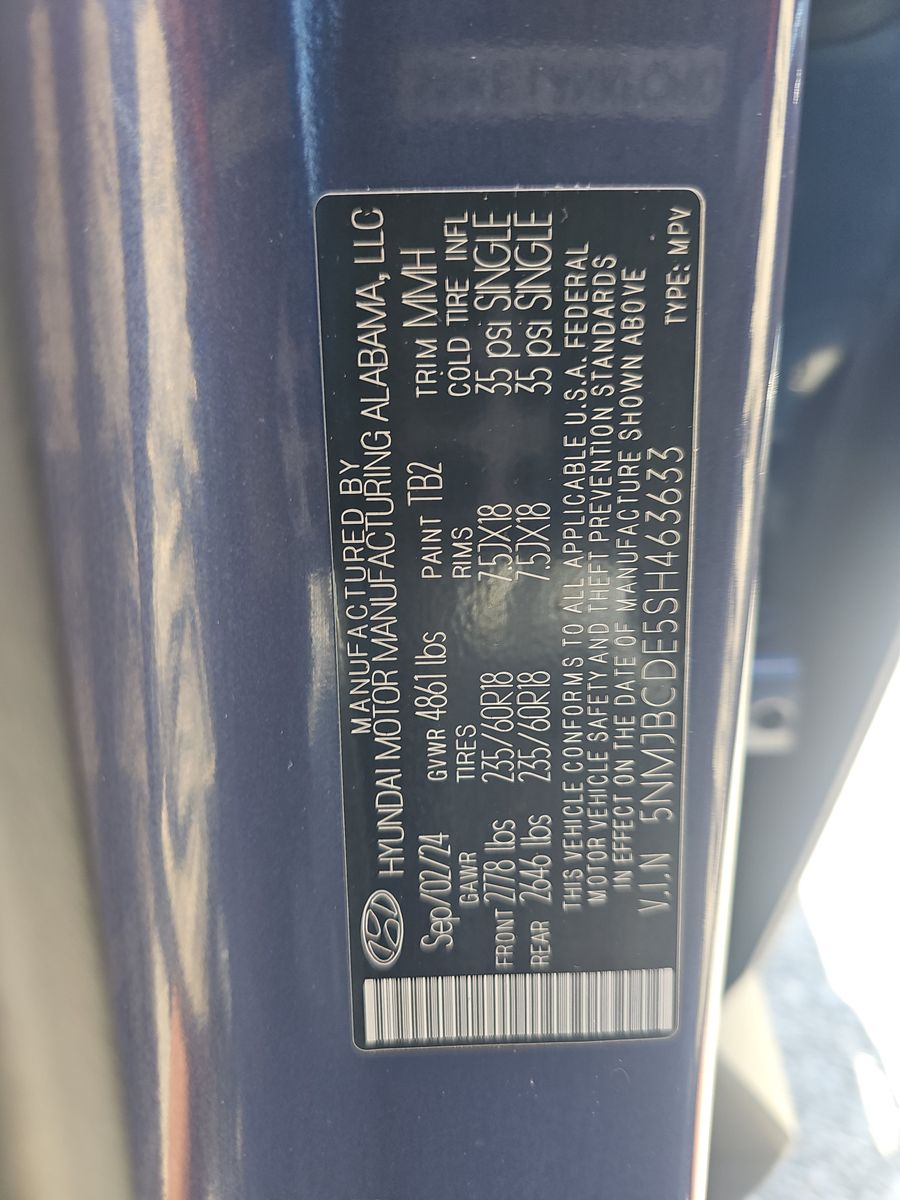 MANUFACTURED BY
HYUNDAI MOTOR MANUFACTURING ALABAMA, LLC
Sep/02/24 GVWR 4861 lbs PAINT TB2 TRIM MMH
GAWR TIRES RIMS COLD TIRE INFL
FRONT 2778 lbs 235/60R18 7.5JX18 35 psi SINGLE
REAR 2646 lbs 235/60R18 7.5JX18 35 psi SINGLE
THIS VEHICLE CONFORMS TO ALL APPLICABLE U.S.A. FEDERAL
MOTOR VEHICLE SAFETY AND THEFT PREVENTION STANDARDS
IN EFFECT ON THE DATE OF MANUFACTURE SHOWN ABOVE
V.I.N 5NMJBCDE5SH463633
TYPE: MPV